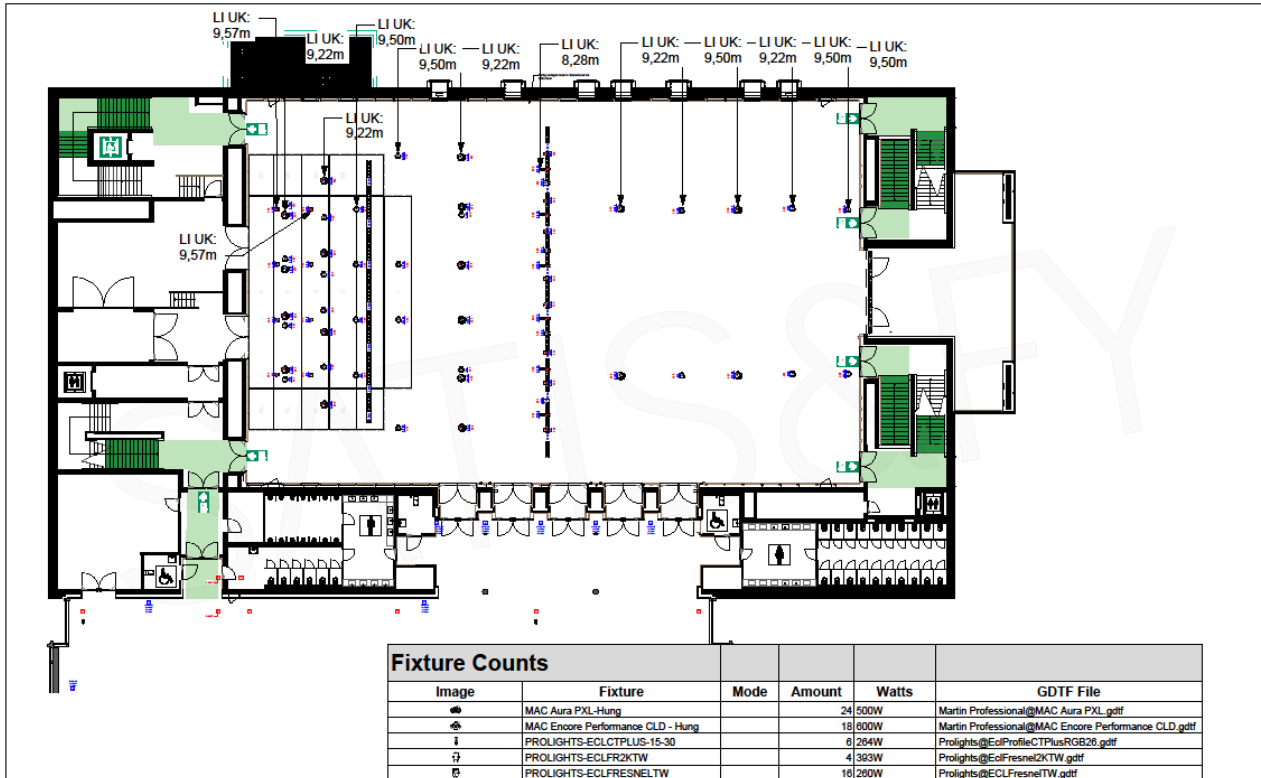 LI UK:
9,57m
LI UK:
9,22m
LI UK:
9,50m
LI UK:
9,50m
LI UK:
9,22m
LI UK:
8,28m
LI UK:
9,22m
LI UK:
9,50m
LI UK:
9,22m
LI UK:
9,50m
LI UK:
9,50m
LI UK:
9,22m
LI UK:
9,57m
SATIS&FY
Fixture Counts
Image Fixture Mode Amount Watts GDTF File
MAC Aura PXL-Hung 24 500W Martin Professional@MAC Aura PXL.gdtf
MAC Encore Performance CLD - Hung 18 600W Martin Professional@MAC Encore Performance CLD.gdtf
PROLIGHTS-ECLCTPLUS-15-30 6 264W Prolights@EclProfileCTPlusRGB26.gdtf
PROLIGHTS-ECLFR2KTW 4 393W Prolights@EclFresnel2KTW.gdtf
PROLIGHTS-ECLFRESNELTW 16 260W Prolights@ECLFresnelTW.gdtf